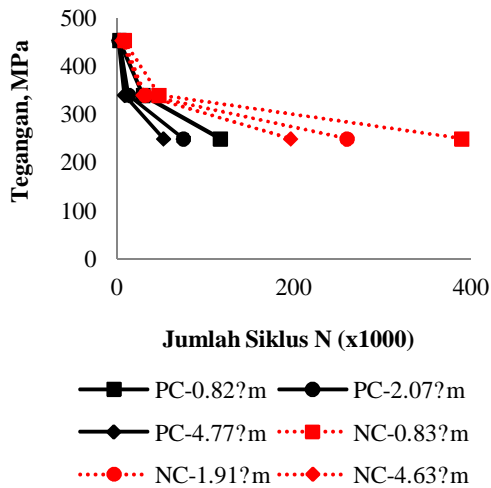 Tegangan, MPa
500
400
300
200
100
0
0 200 400
Jumlah Siklus N (x1000)
PC-0.82?m PC-2.07?m
PC-4.77?m NC-0.83?m
NC-1.91?m NC-4.63?m